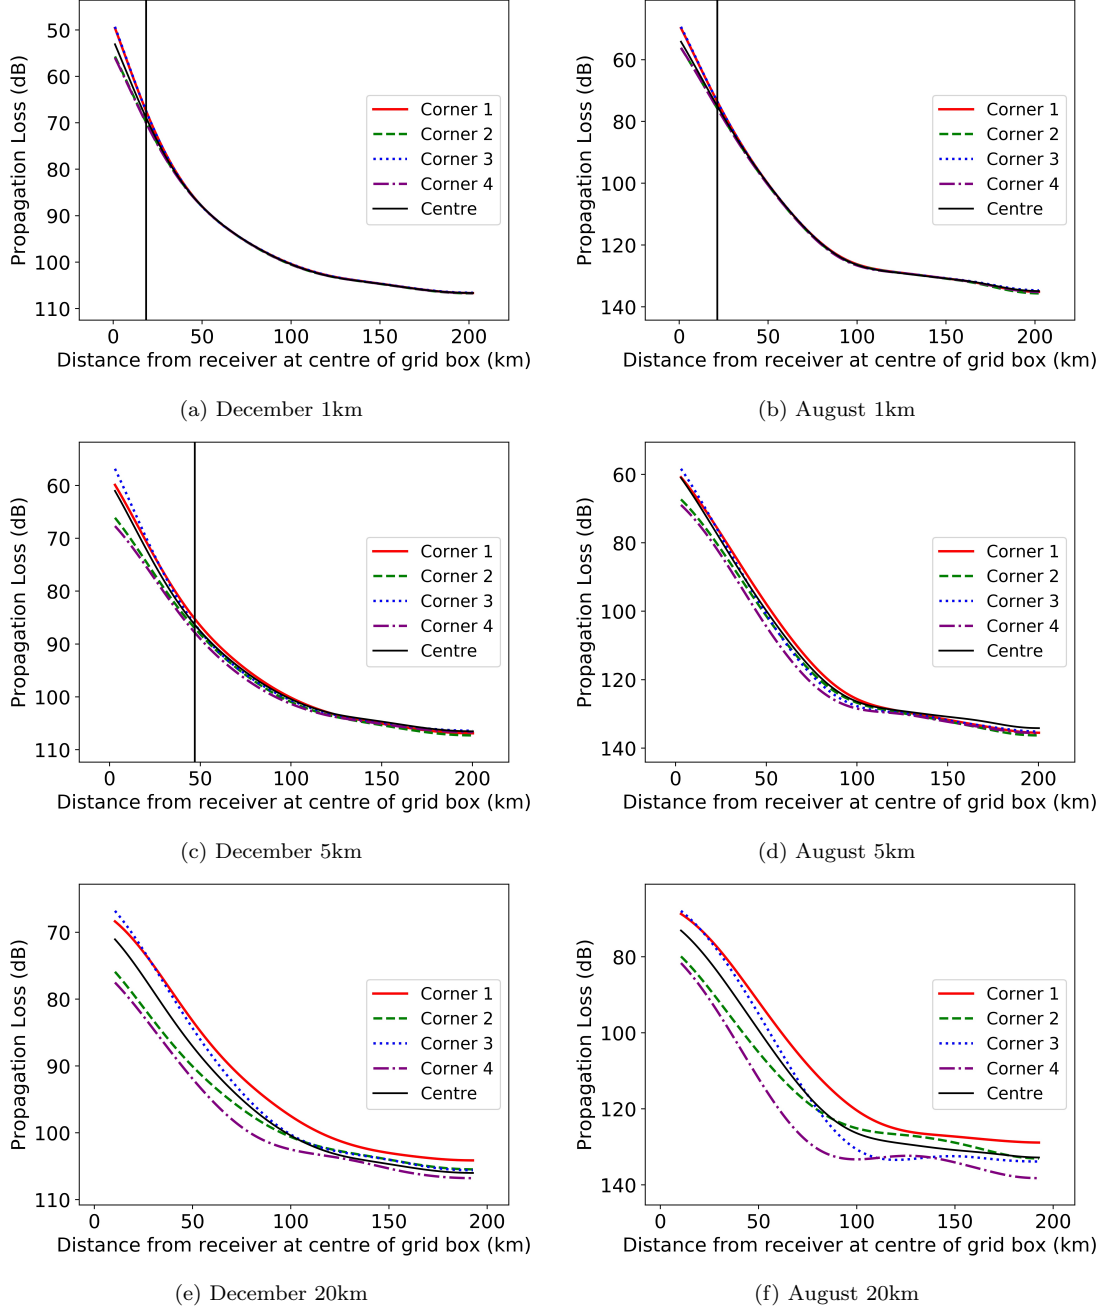 50
60
70
80
90
100
110
Propagation Loss (dB)
Corner 1
Corner 2
Corner 3
Corner 4
Centre
0 50 100 150 200
Distance from receiver at centre of grid box (km)
(a) December 1km
60
80
100
120
140
Propagation Loss (dB)
Corner 1
Corner 2
Corner 3
Corner 4
Centre
0 50 100 150 200
Distance from receiver at centre of grid box (km)
(b) August 1km
60
70
80
90
100
110
Propagation Loss (dB)
Corner 1
Corner 2
Corner 3
Corner 4
Centre
0 50 100 150 200
Distance from receiver at centre of grid box (km)
(c) December 5km
60
80
100
120
140
Propagation Loss (dB)
Corner 1
Corner 2
Corner 3
Corner 4
Centre
0 50 100 150 200
Distance from receiver at centre of grid box (km)
(d) August 5km
70
80
90
100
110
Propagation Loss (dB)
Corner 1
Corner 2
Corner 3
Corner 4
Centre
0 50 100 150 200
Distance from receiver at centre of grid box (km)
(e) December 20km
80
100
120
140
Propagation Loss (dB)
Corner 1
Corner 2
Corner 3
Corner 4
Centre
0 50 100 150 200
Distance from receiver at centre of grid box (km)
(f) August 20km